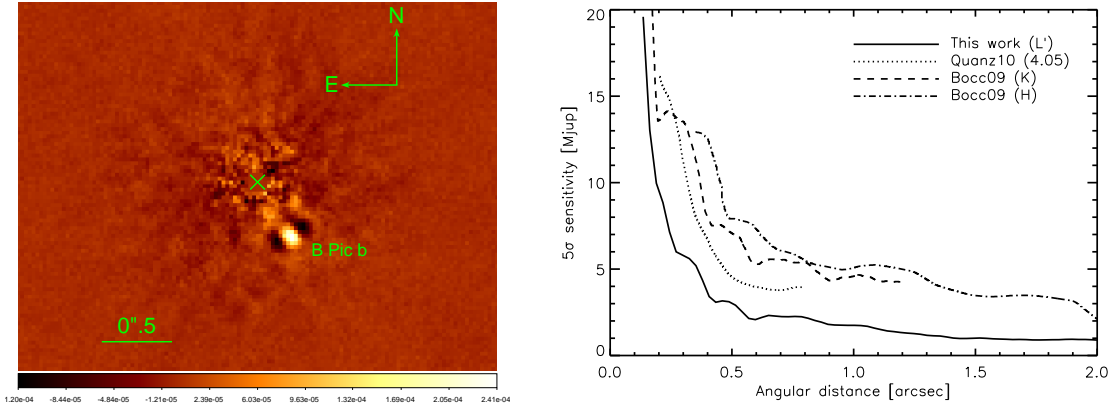 N
E
B Pic b
0".5
1.20e-04 -8.44e-05 -4.84e-05 -1.21e-05 2.39e-05 6.03e-05 9.63e-05 1.32e-04 1.69e-04 2.05e-04 2.41e-04
20
15
10
5
0
5σ sensitivity [Mjup]
This work (L')
Quanz10 (4.05)
Bocc09 (K)
Bocc09 (H)
0.0 0.5 1.0 1.5 2.0
Angular distance [arcsec]